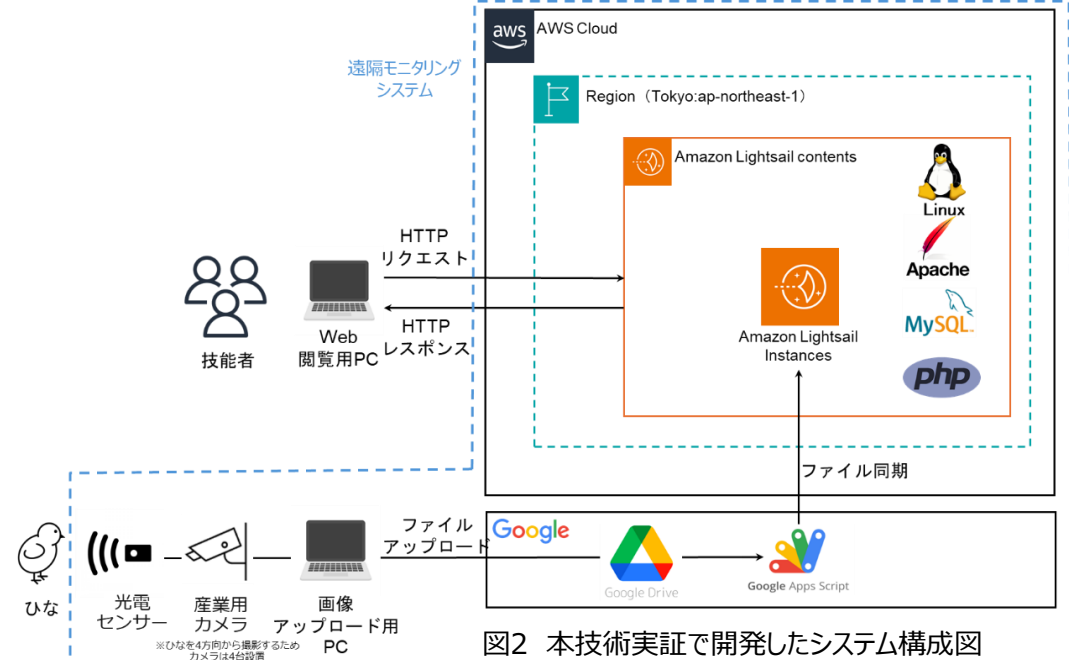 aws
AWS Cloud
遠隔モニタリング
システム
Region（Tokyo:ap-northeast-1）
Amazon Lightsail contents
Linux
Apache
MySQL
php
Amazon Lightsail
Instances
HTTP
リクエスト
HTTP
レスポンス
技能者
Web
閲覧用PC
ファイル同期
ファイル
アップロード
Google
Google Drive
Google Apps Script
ひな
光電
センサー
産業用
カメラ
※ひなを4方向から撮影するため
カメラは4台設置
画像
アップロード用
PC
図2 本技術実証で開発したシステム構成図